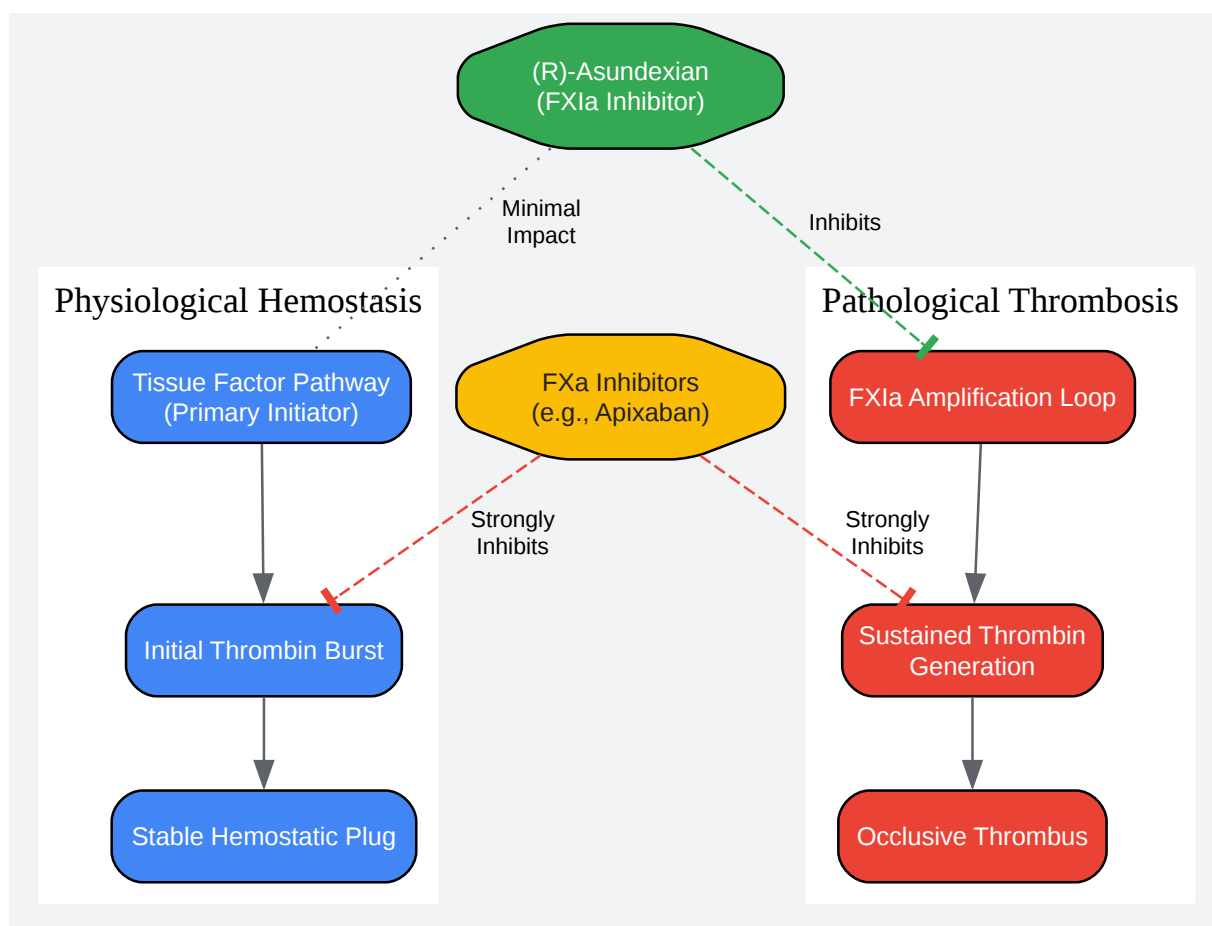 (R)-Asundexian
(FXIa Inhibitor)
Minimal
Impact
Inhibits
Physiological Hemostasis
Pathological Thrombosis
Tissue Factor Pathway
(Primary Initiator)
FXa Inhibitors
(e.g., Apixaban)
FXIa Amplification Loop
Strongly
Inhibits
Strongly
Inhibits
Initial Thrombin Burst
Sustained Thrombin
Generation
Stable Hemostatic Plug
Occlusive Thrombus